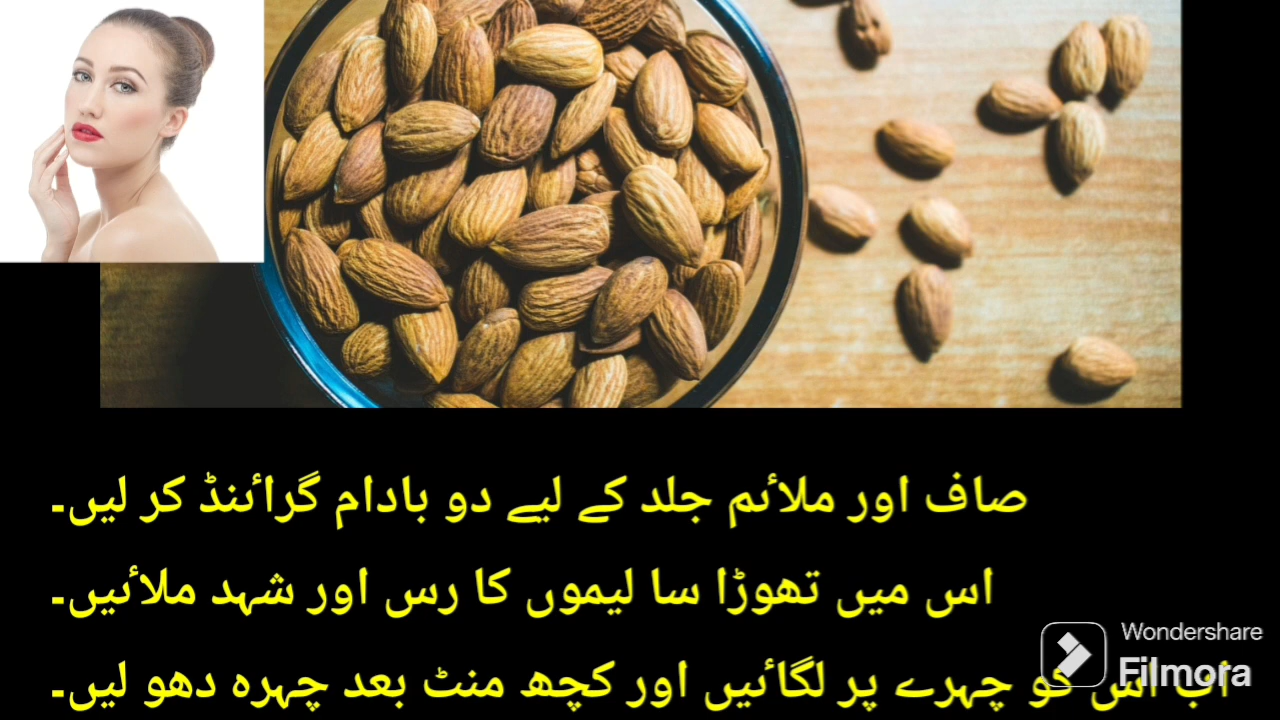 صاف اور ملائم جلد کے لیے دو بادام گرائنڈ کر لیں۔
اس میں تھوڑا سا لیموں کا رس اور شہد ملائیں۔
اب اس کو چہرے پر لگائیں اور کچھ منٹ بعد چہرہ دھو لیں۔
Wondershare
Filmora